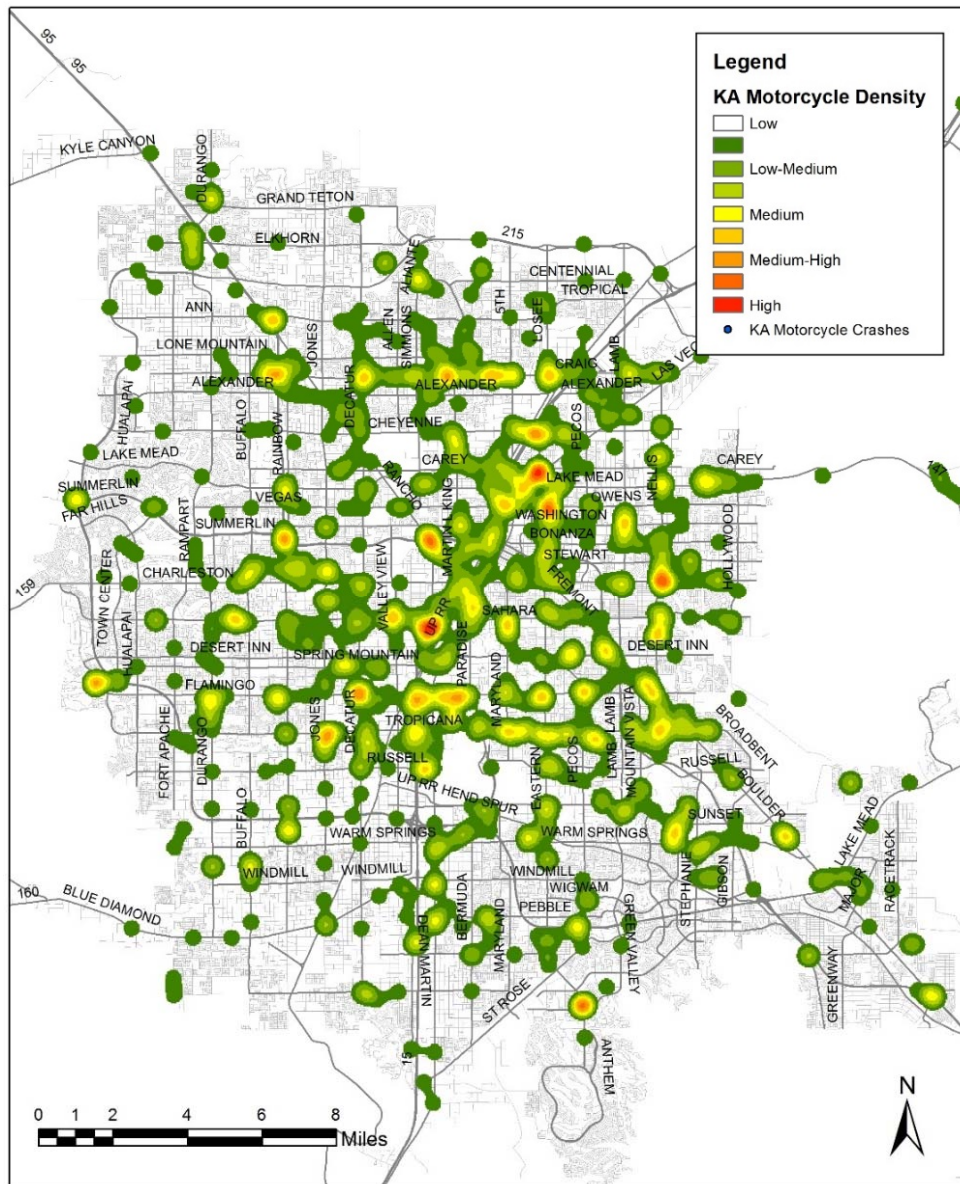 95
95
Legend
KA Motorcycle Density
Low
Low-Medium
Medium
Medium-High
High
KA Motorcycle Crashes
KYLE CANYON
DURANGO
GRAND TETON
ELKHORN
215
ALIANTE
CENTENNIAL
TROPICAL
ANN
ALLEN
SIMMONS
5TH
LOSEE
LONE MOUNTAIN
JONES
CRAIG
LAMB
LAS VEG
ALEXANDER
ALEXANDER
ALEXANDER
HUALAPAI
BUFFALO
RAINBOW
DECATUR
CHEYENNE
PECOS
LAKE MEAD
CAREY
RANCHO
LAKE MEAD
NELLIS
CAREY
147
SUMMERLIN
VEGAS
OWENS
FAR HILLS
RAMPART
SUMMERLIN
MARTIN L KING
WASHINGTON
BONANZA
STEWART
HOLLYWOOD
CHARLESTON
FREMONT
159
TOWN CENTER
VALLEY VIEW
UP RR
SAHARA
HUALAPAI
DESERT INN
SPRING MOUNTAIN
PARADISE
DESERT INN
FLAMINGO
MARYLAND
JONES
DECATUR
TROPICANA
LAMB
LAMB
MOUNTAIN VISTA
BROADBENT
FORT APACHE
DURANGO
RUSSELL
EASTERN
PECOS
RUSSELL
BOULDER
UP RR HEND SPUR
SUNSET
BUFFALO
WARM SPRINGS
WARM SPRINGS
LAKE MEAD
WINDMILL
WINDMILL
WINDMILL
WIGWAM
STEPHANIE
GIBSON
MAJOR
RACETRACK
160
BLUE DIAMOND
BERMUDA
PEBBLE
DEAN MARTIN
MARYLAND
GREEN VALLEY
ST ROSE
GREENWAY
15
ANTHEM
N
0 1 2 4 6 8
Miles